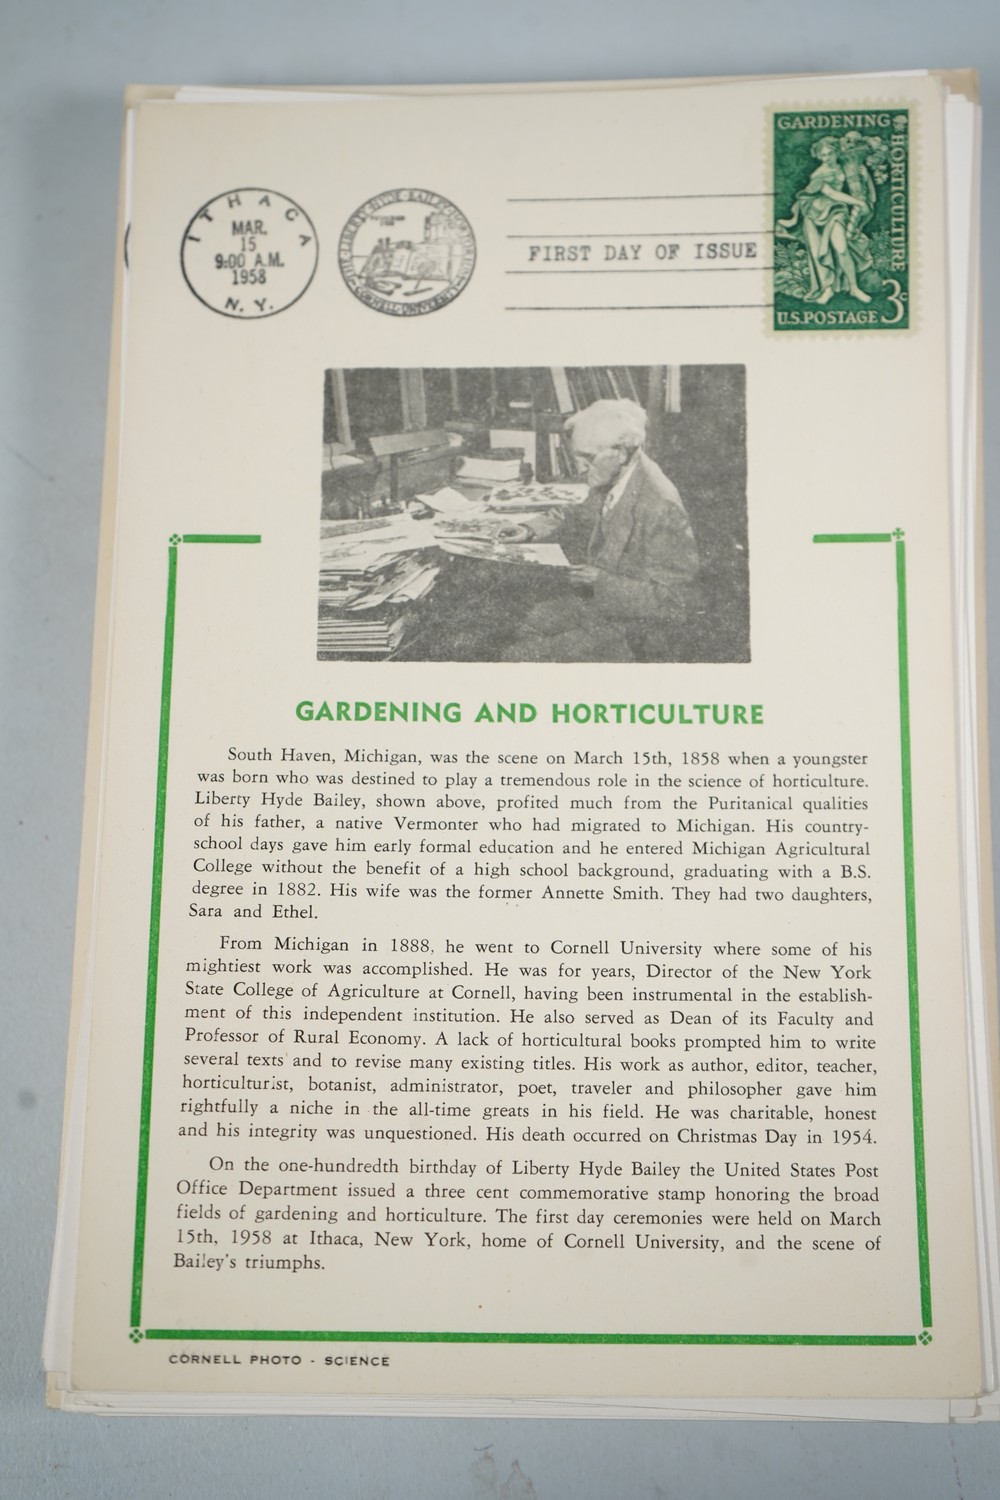 ITHACA
MAR.
15
9:00 A.M.
1958
N. Y.
THE LIBERTY HYDE BAILEY HORTORIUM
CORNELL UNIVERSITY
FIRST DAY OF ISSUE
GARDENING
HORTICULTURE
U.S. POSTAGE 3c
GARDENING AND HORTICULTURE
South Haven, Michigan, was the scene on March 15th, 1858 when a youngster
was born who was destined to play a tremendous role in the science of horticulture.
Liberty Hyde Bailey, shown above, profited much from the Puritanical qualities
of his father, a native Vermonter who had migrated to Michigan. His country-
school days gave him early formal education and he entered Michigan Agricultural
College without the benefit of a high school background, graduating with a B.S.
degree in 1882. His wife was the former Annette Smith. They had two daughters,
Sara and Ethel.
From Michigan in 1888, he went to Cornell University where some of his
mightiest work was accomplished. He was for years, Director of the New York
State College of Agriculture at Cornell, having been instrumental in the establish-
ment of this independent institution. He also served as Dean of its Faculty and
Professor of Rural Economy. A lack of horticultural books prompted him to write
several texts and to revise many existing titles. His work as author, editor, teacher,
horticulturist, botanist, administrator, poet, traveler and philosopher gave him
rightfully a niche in the all-time greats in his field. He was charitable, honest
and his integrity was unquestioned. His death occurred on Christmas Day in 1954.
On the one-hundredth birthday of Liberty Hyde Bailey the United States Post
Office Department issued a three cent commemorative stamp honoring the broad
fields of gardening and horticulture. The first day ceremonies were held on March
15th, 1958 at Ithaca, New York, home of Cornell University, and the scene of
Bailey's triumphs.
CORNELL PHOTO - SCIENCE